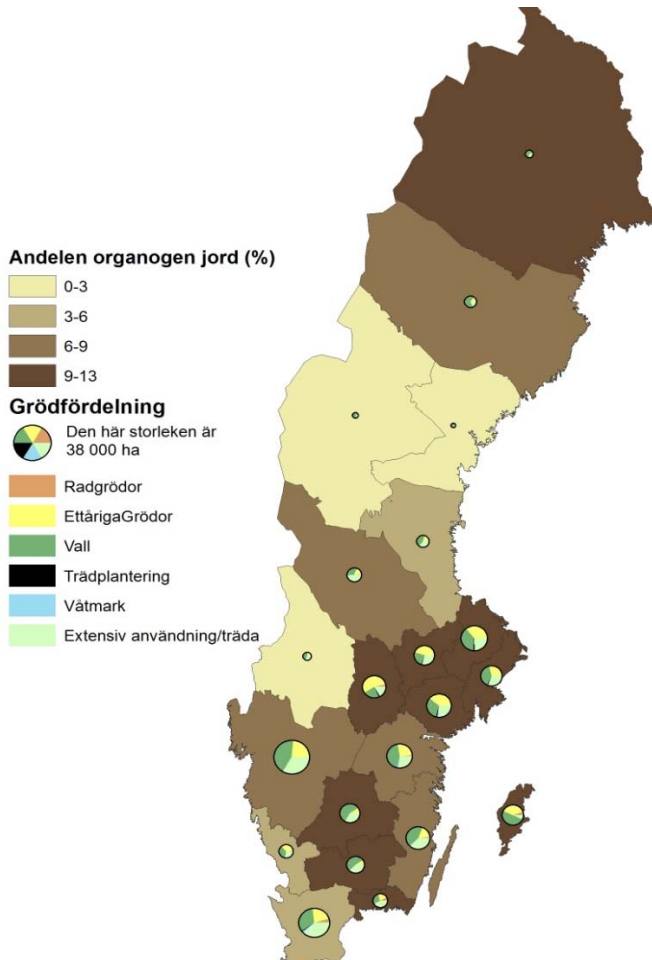 Andelen organogen jord (%)
0-3
3-6
6-9
9-13
Grödfördelning
Den här storleken är
38 000 ha
Radgrödor
EttårigaGrödor
Vall
Trädplantering
Våtmark
Extensiv användning/träda